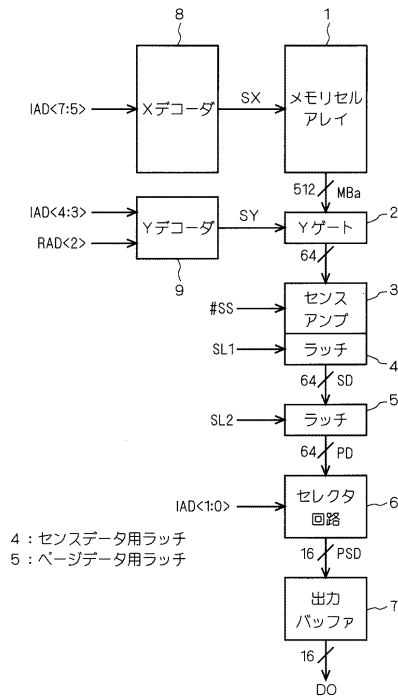 8
1
Xデコーダ
メモリセル
アレイ
IAD<7:5>
SX
512
MBa
IAD<4:3>
RAD<2>
Yデコーダ
SY
Yゲート
2
9
64
#SS
センス
アンプ
3
SL1
ラッチ
4
64
SD
5
SL2
ラッチ
64
PD
IAD<1:0>
セレクタ
回路
6
4：センスデータ用ラッチ
5：ページデータ用ラッチ
16
PSD
出力
バッファ
7
16
DO